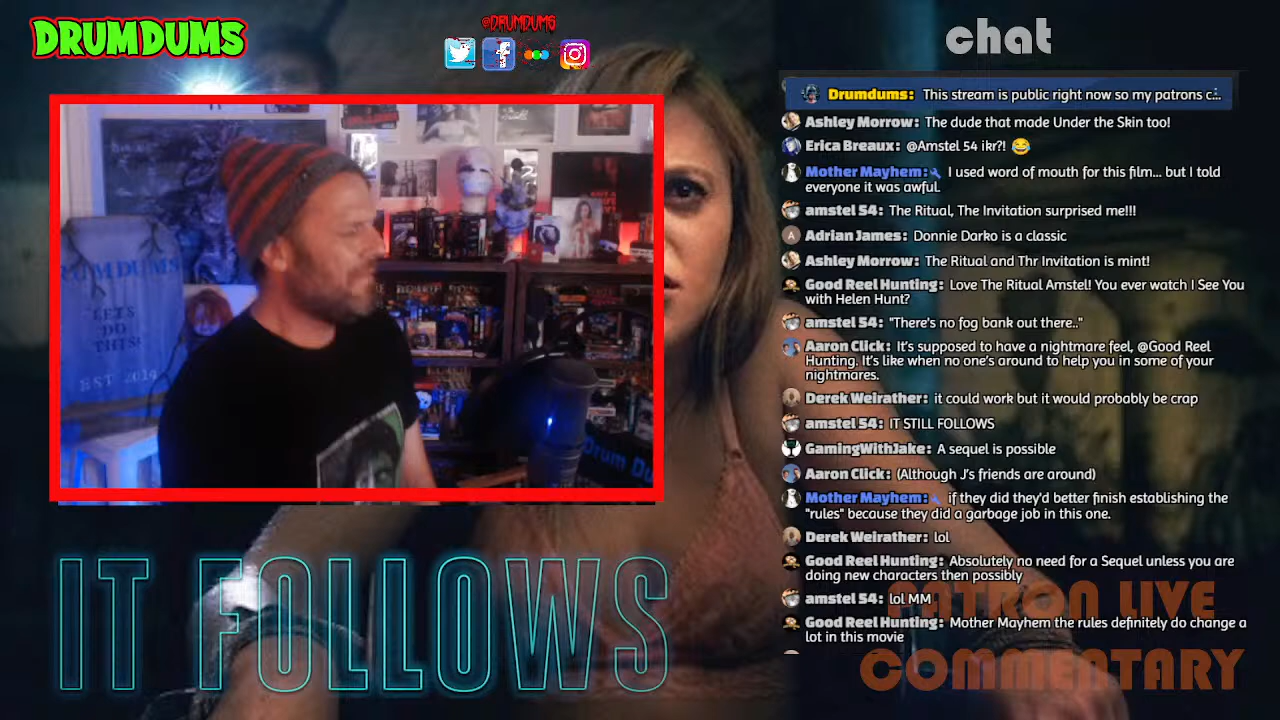 DRUMDUMS
@DRUMDUMS
chat
Drumdums: This stream is public right now so my patrons c...
Ashley Morrow: The dude that made Under the Skin too!
Erica Breaux: @Amstel 54 ikr?! 😂
Mother Mayhem: I used word of mouth for this film... but I told
everyone it was awful.
amstel 54: The Ritual, The Invitation surprised me!!!
A Adrian James: Donnie Darko is a classic
Ashley Morrow: The Ritual and Thr Invitation is mint!
Good Reel Hunting: Love The Ritual Amstel! You ever watch I See You
with Helen Hunt?
amstel 54: "There's no fog bank out there.."
Aaron Click: It's supposed to have a nightmare feel, @Good Reel
Hunting. It's like when no one's around to help you in some of your
nightmares.
Derek Weirather: it could work but it would probably be crap
amstel 54: IT STILL FOLLOWS
GamingWithJake: A sequel is possible
Aaron Click: (Although J's friends are around)
Mother Mayhem: if they did they'd better finish establishing the
"rules" because they did a garbage job in this one.
Derek Weirather: lol
Good Reel Hunting: Absolutely no need for a Sequel unless you are
doing new characters then possibly
amstel 54: lol MM
Good Reel Hunting: Mother Mayhem the rules definitely do change a
lot in this movie
DRUMDUMS
LETS
DO
THIS!
EST 2014
Drum Du
IT FOLLOWS
PATRON LIVE
COMMENTARY